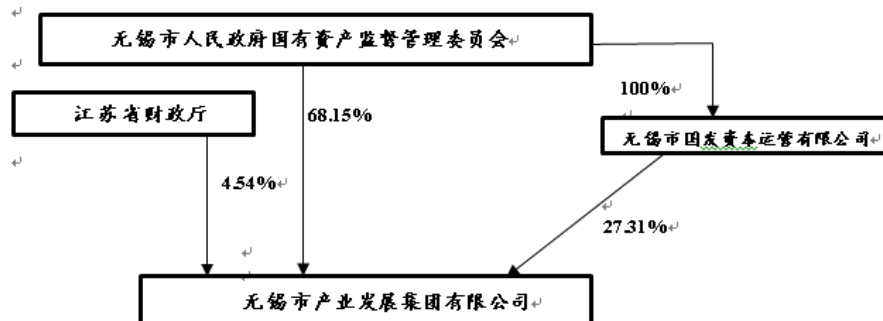 无锡市人民政府国有资产监督管理委员会
100%
江苏省财政厅
68.15%
无锡市国发资本运营有限公司
4.54%
27.31%
无锡市产业发展集团有限公司